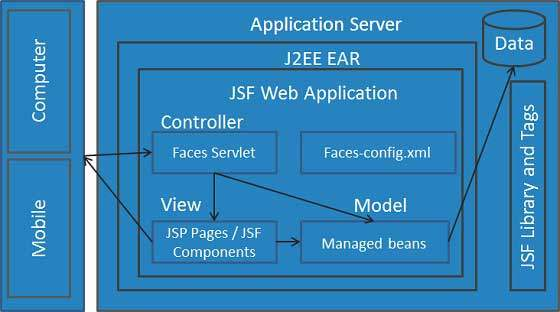 Computer
Mobile
Application Server
J2EE EAR
JSF Web Application
Controller
Faces Servlet
Faces-config.xml
View
Model
JSP Pages / JSF
Components
Managed beans
Data
JSF Library and Tags